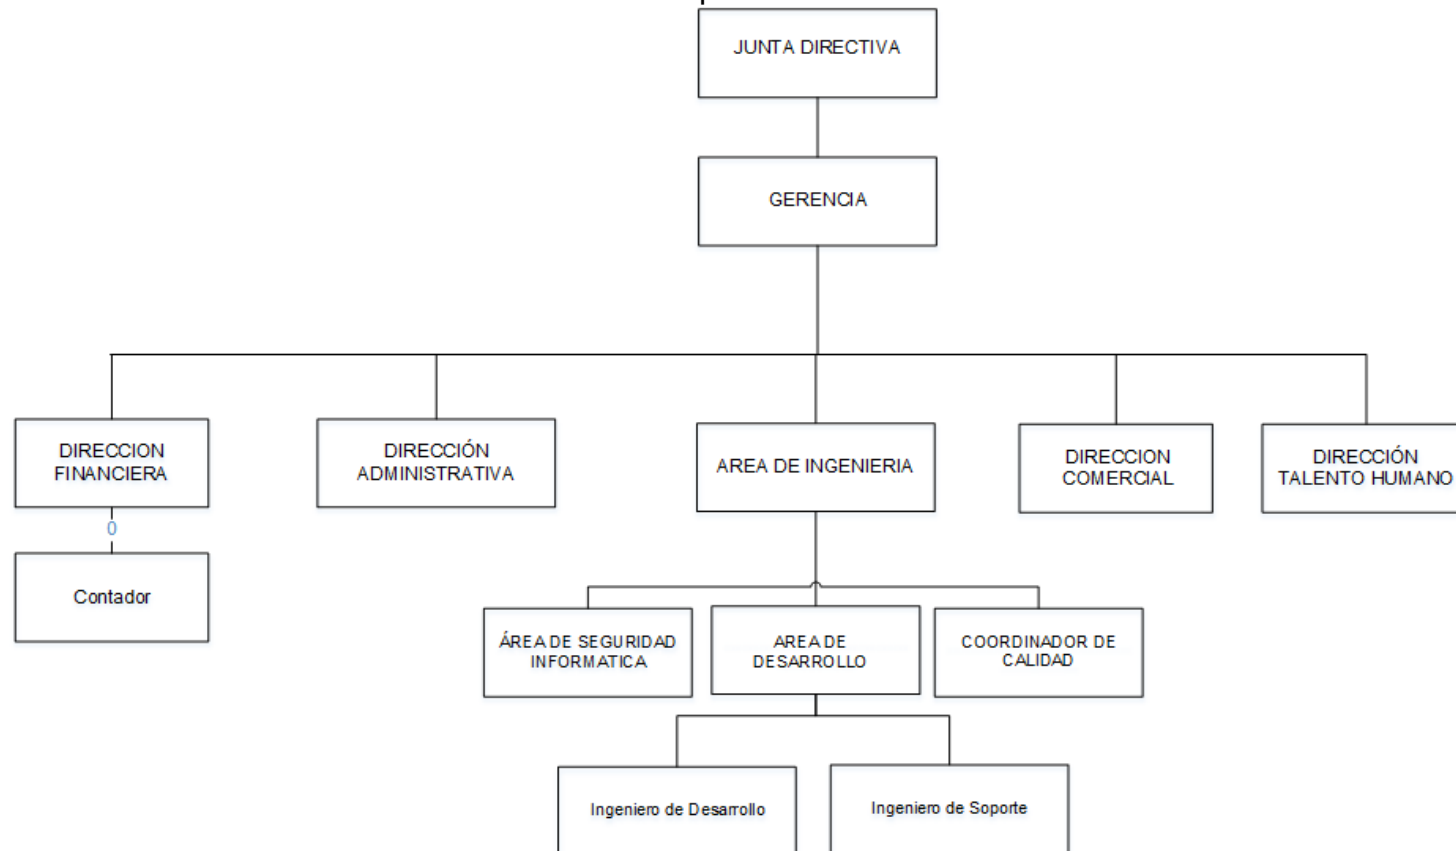 JUNTA DIRECTIVA
GERENCIA
DIRECCION
FINANCIERA
DIRECCIÓN
ADMINISTRATIVA
AREA DE INGENIERIA
DIRECCION
COMERCIAL
DIRECCIÓN
TALENTO HUMANO
0
Contador
ÁREA DE SEGURIDAD
INFORMATICA
AREA DE
DESARROLLO
COORDINADOR DE
CALIDAD
Ingeniero de Desarrollo
Ingeniero de Soporte